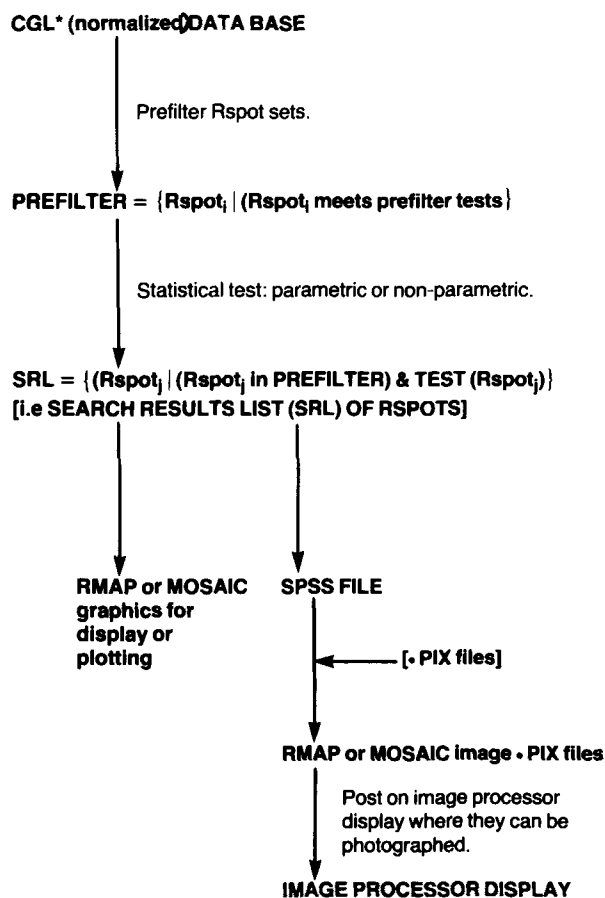 CGL* (normalized) DATA BASE
Prefilter Rspot sets.
PREFILTER = {Rspotᵢ | (Rspotᵢ meets prefilter tests}
Statistical test: parametric or non-parametric.
SRL = {(Rspotⱼ | (Rspotⱼ in PREFILTER) & TEST (Rspotⱼ)}
[i.e SEARCH RESULTS LIST (SRL) OF RSPOTS]
RMAP or MOSAIC
graphics for
display or
plotting
SPSS FILE
[• PIX files]
RMAP or MOSAIC image • PIX files
Post on image processor
display where they can be
photographed.
IMAGE PROCESSOR DISPLAY